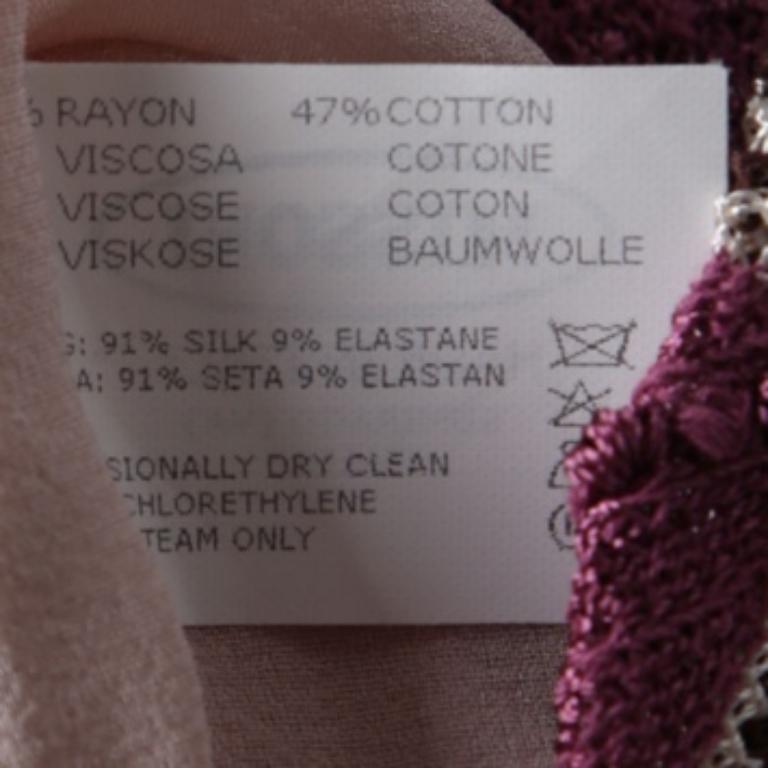 % RAYON 47% COTTON
VISCOSA COTONE
VISCOSE COTON
VISKOSE BAUMWOLLE
G: 91% SILK 9% ELASTANE
A: 91% SETA 9% ELASTAN
SIONALLY DRY CLEAN
CHLORETHYLENE
TEAM ONLY